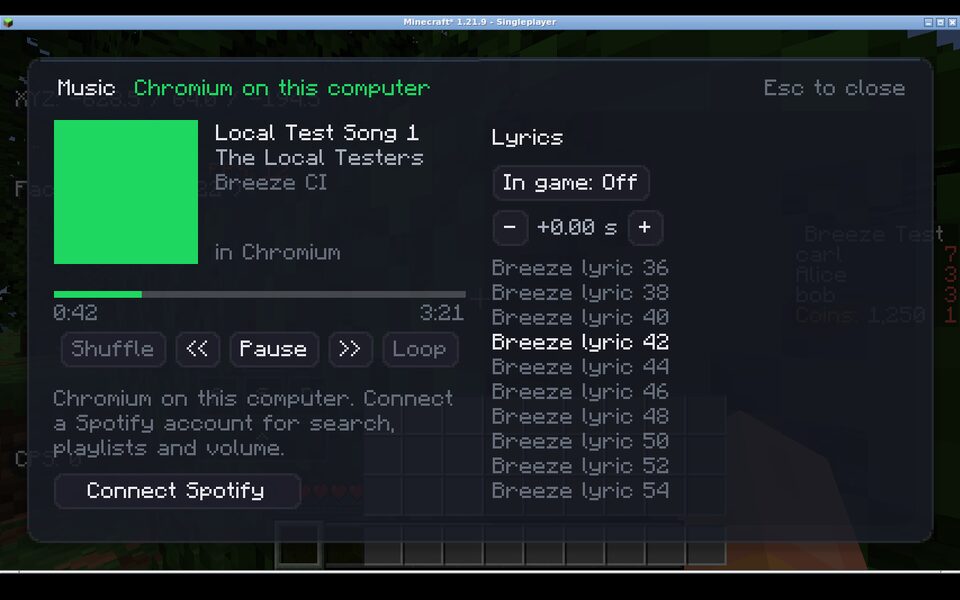 Minecraft* 1.21.9 - Singleplayer
Music Chromium on this computer
Esc to close
Local Test Song 1
The Local Testers
Breeze CI
in Chromium
0:42
3:21
Shuffle
<<
Pause
>>
Loop
Chromium on this computer. Connect
a Spotify account for search,
playlists and volume.
Connect Spotify
Lyrics
In game: Off
- +0.00 s +
Breeze lyric 36
Breeze lyric 38
Breeze lyric 40
Breeze lyric 42
Breeze lyric 44
Breeze lyric 46
Breeze lyric 48
Breeze lyric 50
Breeze lyric 52
Breeze lyric 54
Breeze Test
carl 7
Alice 3
bob 3
Coins: 1,250 1